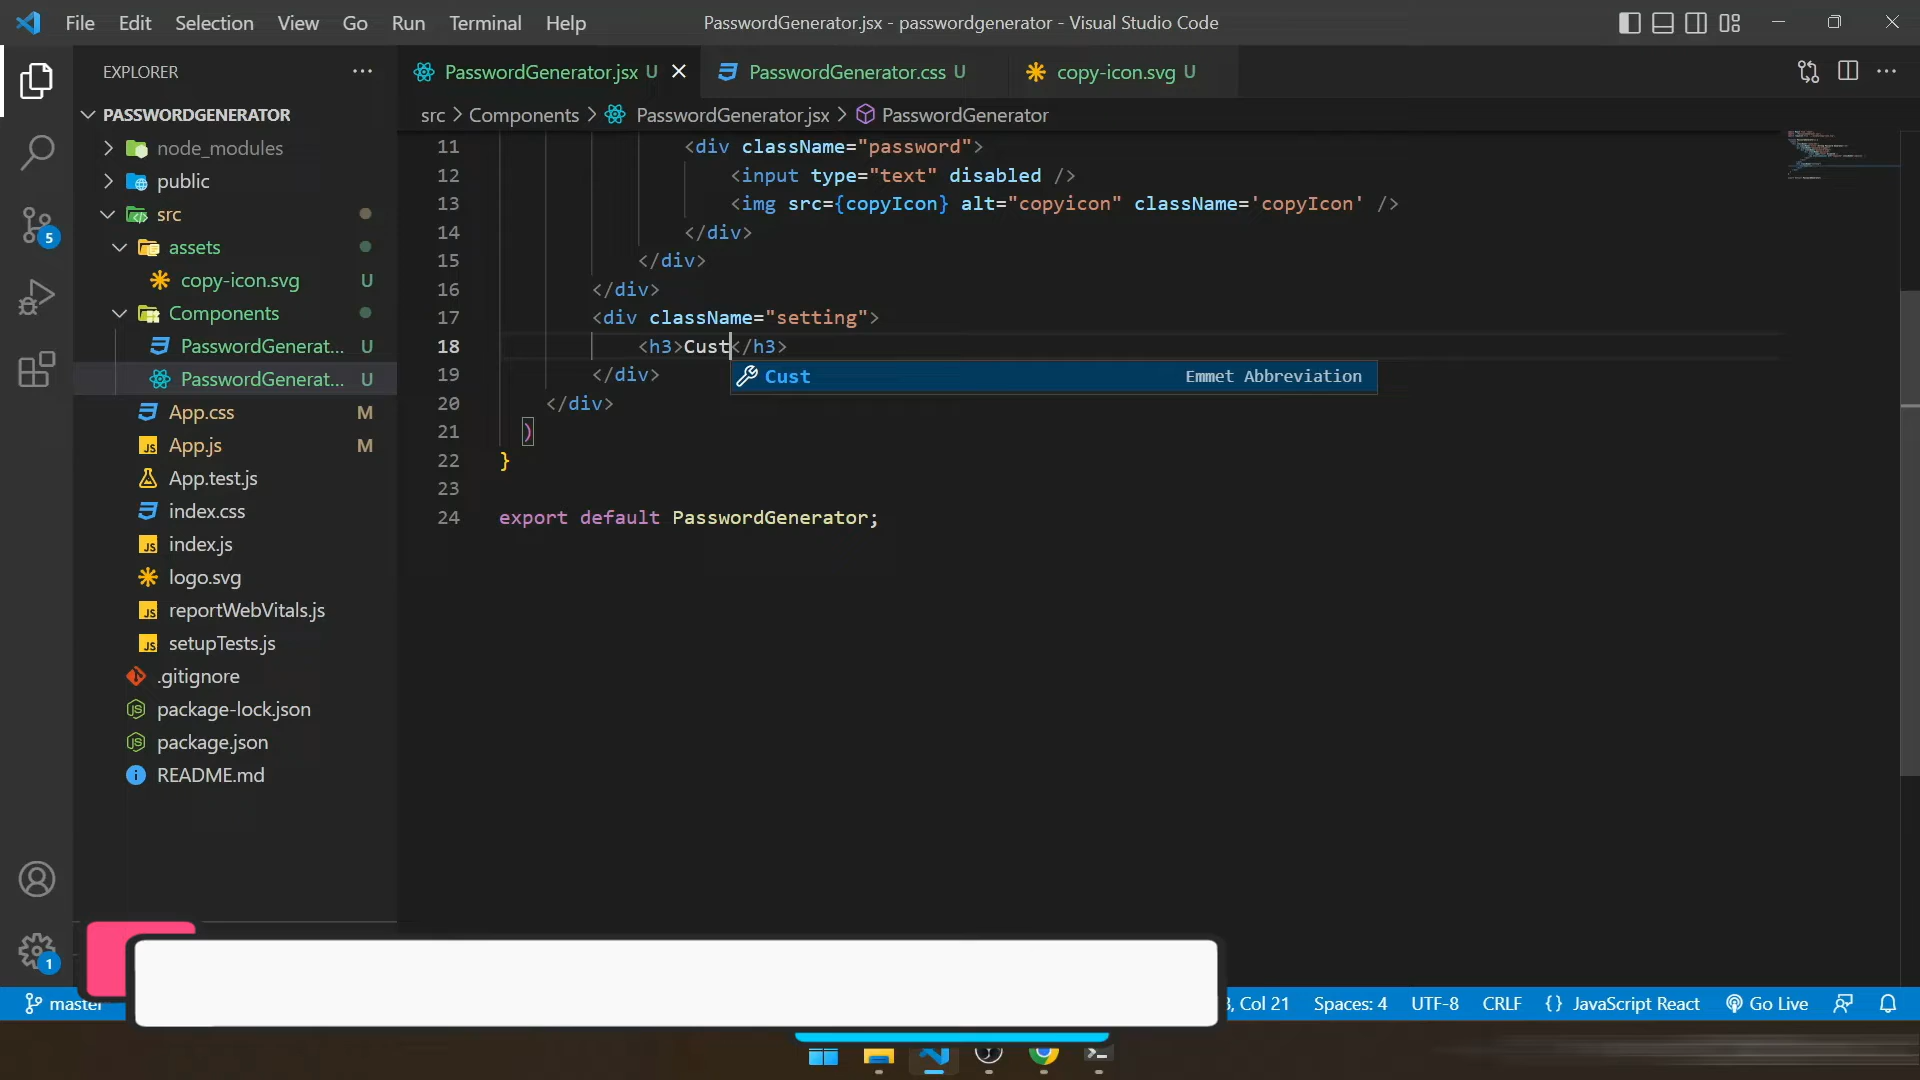 File Edit Selection View Go Run Terminal Help
PasswordGenerator.jsx - passwordgenerator - Visual Studio Code
EXPLORER
PASSWORDGENERATOR
node_modules
public
src
assets
copy-icon.svg U
Components
PasswordGenerat... U
PasswordGenerat... U
App.css M
App.js M
App.test.js
index.css
index.js
logo.svg
reportWebVitals.js
setupTests.js
.gitignore
package-lock.json
package.json
README.md
5
1
PasswordGenerator.jsx U
PasswordGenerator.css U
copy-icon.svg U
src > Components > PasswordGenerator.jsx > PasswordGenerator
11 <div className="password">
12 <input type="text" disabled />
13 <img src={copyIcon} alt="copyicon" className='copyIcon' />
14 </div>
15 </div>
16 </div>
17 <div className="setting">
18 <h3>Cust</h3>
Cust Emmet Abbreviation
19 </div>
20 </div>
21 )
22 }
23
24 export default PasswordGenerator;
master
, Col 21 Spaces: 4 UTF-8 CRLF {} JavaScript React Go Live